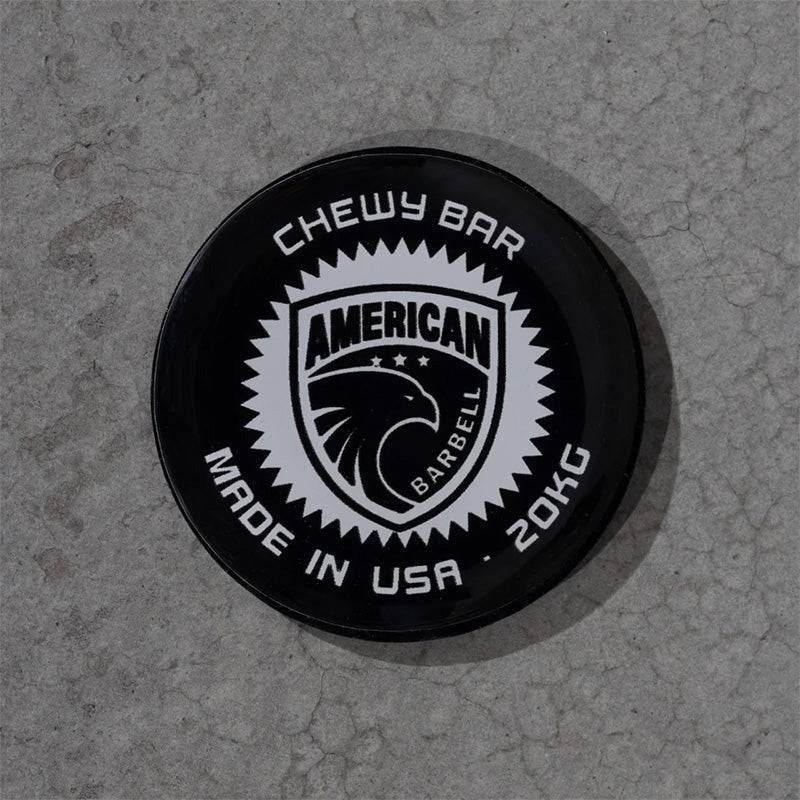 CHEWY BAR
AMERICAN
BARBELL
MADE IN USA · 20KG